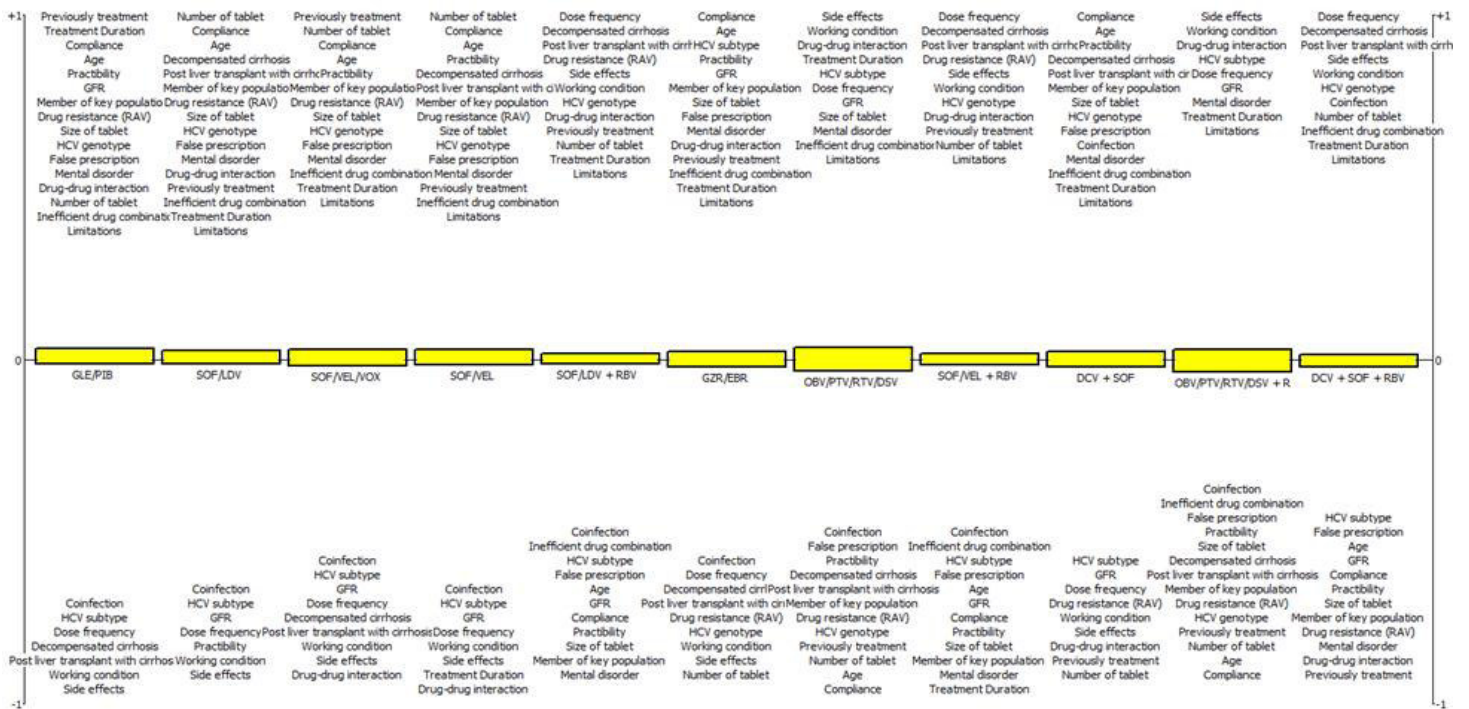 +1
Previously treatment
Treatment Duration
Compliance
Age
Practibility
GFR
Member of key populatio
Drug resistance (RAV)
Size of tablet
HCV genotype
False prescription
Mental disorder
Drug-drug interaction
Number of tablet
Inefficient drug combinati
Limitations
Number of tablet
Compliance
Age
Decompensated cirrhosis
Post liver transplant with cirrho
Member of key populatio
Drug resistance (RAV)
Size of tablet
HCV genotype
False prescription
Mental disorder
Drug-drug interaction
Previously treatment
Inefficient drug combination
Treatment Duration
Limitations
Previously treatment
Number of tablet
Compliance
Age
Practibility
Member of key populatio
Drug resistance (RAV)
Size of tablet
HCV genotype
False prescription
Mental disorder
Inefficient drug combination
Treatment Duration
Limitations
Number of tablet
Compliance
Age
Practibility
Decompensated cirrhosis
Post liver transplant with ci
Member of key population
Drug resistance (RAV)
Size of tablet
HCV genotype
False prescription
Mental disorder
Previously treatment
Inefficient drug combination
Limitations
Dose frequency
Decompensated cirrhosis
Post liver transplant with cirrh
Drug resistance (RAV)
Side effects
Working condition
HCV genotype
Drug-drug interaction
Previously treatment
Number of tablet
Treatment Duration
Limitations
Compliance
Age
HCV subtype
Practibility
GFR
Member of key population
Size of tablet
False prescription
Mental disorder
Drug-drug interaction
Previously treatment
Inefficient drug combination
Treatment Duration
Limitations
Side effects
Working condition
Drug-drug interaction
Treatment Duration
HCV subtype
Dose frequency
GFR
Size of tablet
Mental disorder
Inefficient drug combination
Limitations
Dose frequency
Decompensated cirrhosis
Post liver transplant with cirrho
Drug resistance (RAV)
Side effects
Working condition
HCV genotype
Drug-drug interaction
Previously treatment
Number of tablet
Limitations
Compliance
Age
Practibility
Decompensated cirrhosis
Post liver transplant with cir
Member of key population
Size of tablet
HCV genotype
False prescription
Coinfection
Mental disorder
Inefficient drug combination
Treatment Duration
Limitations
Side effects
Working condition
Drug-drug interaction
HCV subtype
Dose frequency
GFR
Mental disorder
Treatment Duration
Limitations
Dose frequency
Decompensated cirrhosis
Post liver transplant with cirrh
Side effects
Working condition
HCV genotype
Coinfection
Number of tablet
Inefficient drug combination
Treatment Duration
Limitations
+1
0
GLE/PIB
SOF/LDV
SOF/VEL/VOX
SOF/VEL
SOF/LDV + RBV
GZR/EBR
OBV/PTV/RTV/DSV
SOF/VEL + RBV
DCV + SOF
OBV/PTV/RTV/DSV + R
DCV + SOF + RBV
0
Coinfection
HCV subtype
Dose frequency
Decompensated cirrhosis
Post liver transplant with cirrhos
Working condition
Side effects
Coinfection
HCV subtype
GFR
Dose frequency
Practibility
Working condition
Side effects
Coinfection
HCV subtype
GFR
Dose frequency
Decompensated cirrhosis
Post liver transplant with cirrhosis
Working condition
Side effects
Drug-drug interaction
Coinfection
HCV subtype
GFR
Dose frequency
Working condition
Side effects
Treatment Duration
Drug-drug interaction
Coinfection
Inefficient drug combination
HCV subtype
False prescription
Age
GFR
Compliance
Practibility
Size of tablet
Member of key population
Mental disorder
Coinfection
Dose frequency
Decompensated cirrh
Post liver transplant with cirr
Drug resistance (RAV)
HCV genotype
Working condition
Side effects
Number of tablet
Coinfection
False prescription
Practibility
Decompensated cirrhosis
Post liver transplant with cirrhosis
Member of key population
Drug resistance (RAV)
HCV genotype
Previously treatment
Number of tablet
Age
Compliance
Coinfection
Inefficient drug combination
HCV subtype
False prescription
Age
GFR
Compliance
Practibility
Size of tablet
Member of key population
Mental disorder
Treatment Duration
HCV subtype
GFR
Dose frequency
Drug resistance (RAV)
Working condition
Side effects
Drug-drug interaction
Previously treatment
Number of tablet
Coinfection
Inefficient drug combination
False prescription
Practibility
Size of tablet
Decompensated cirrhosis
Post liver transplant with cirrhosis
Member of key population
Drug resistance (RAV)
HCV genotype
Previously treatment
Number of tablet
Age
Compliance
HCV subtype
False prescription
Age
GFR
Compliance
Practibility
Size of tablet
Member of key population
Drug resistance (RAV)
Mental disorder
Drug-drug interaction
Previously treatment
-1
-1